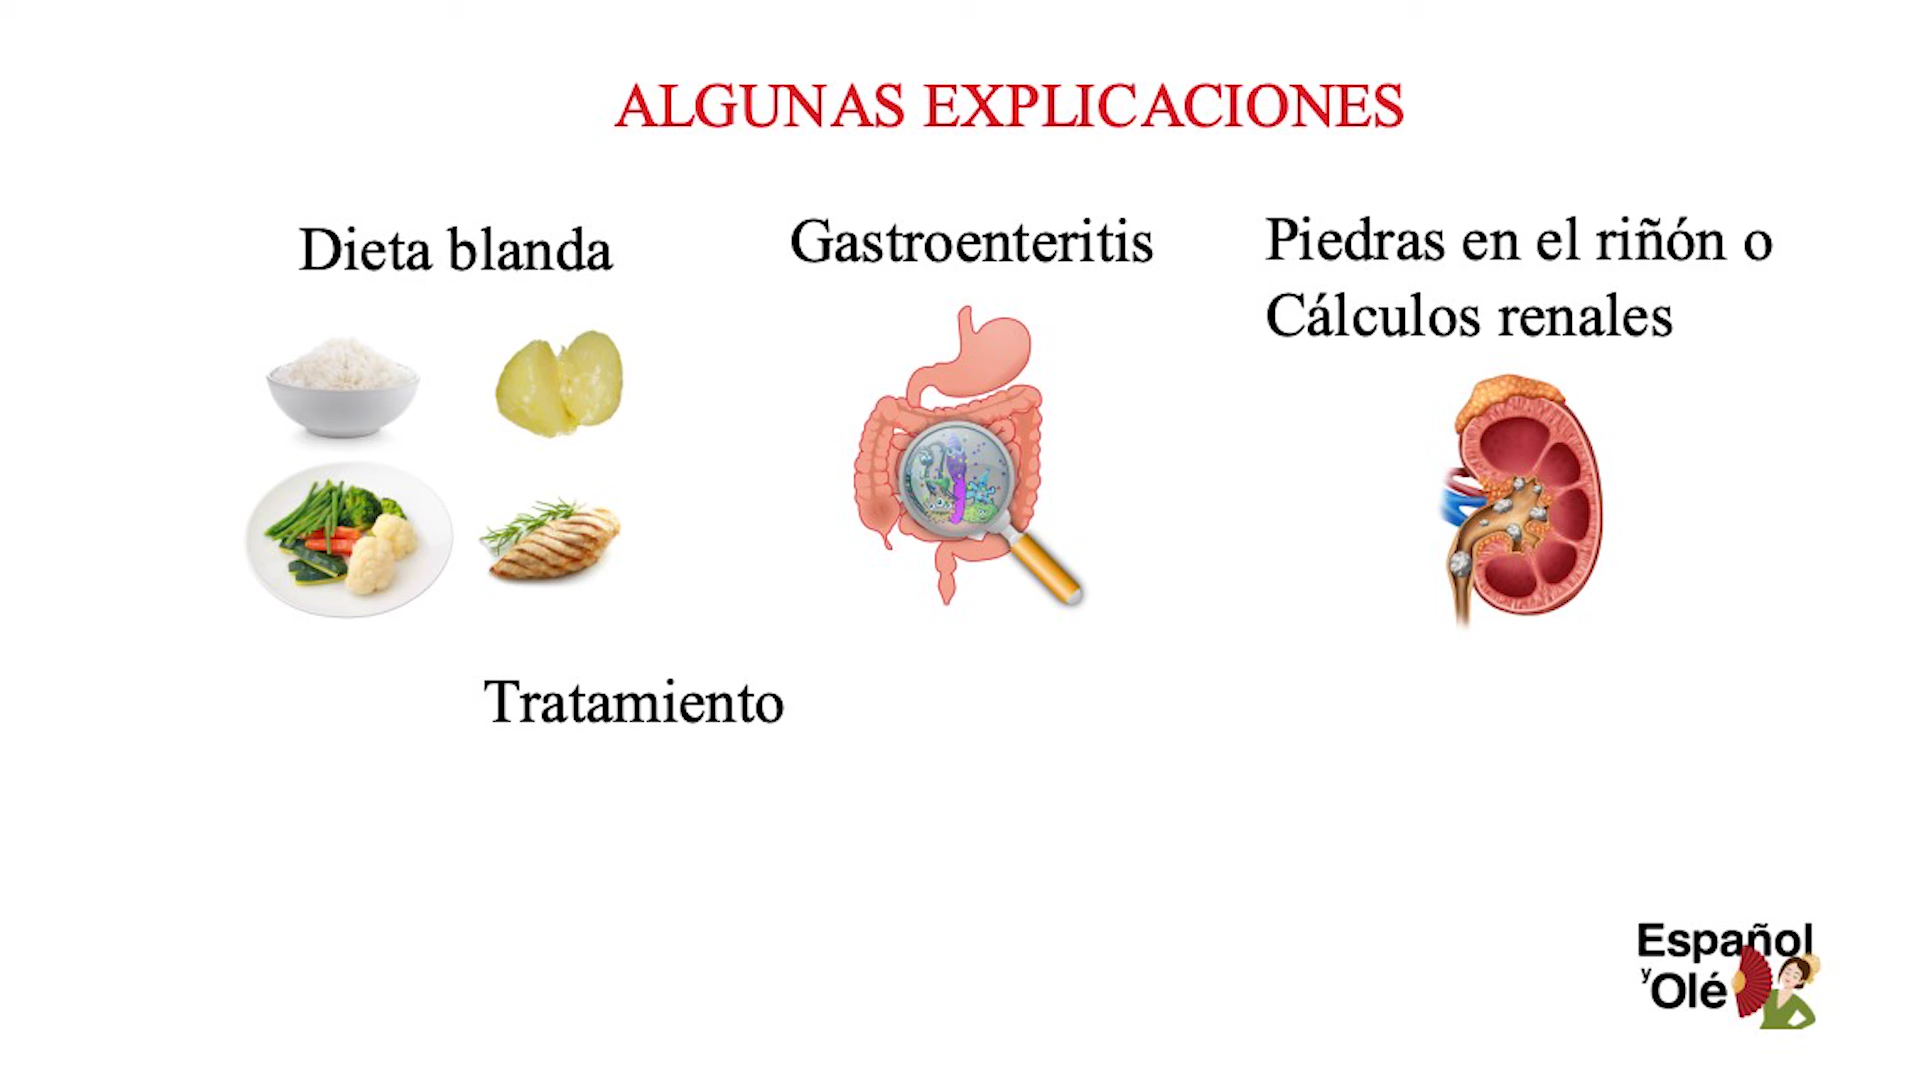 ALGUNAS EXPLICACIONES
Dieta blanda
Gastroenteritis
Piedras en el riñón o
Cálculos renales
Tratamiento
Español
y Olé